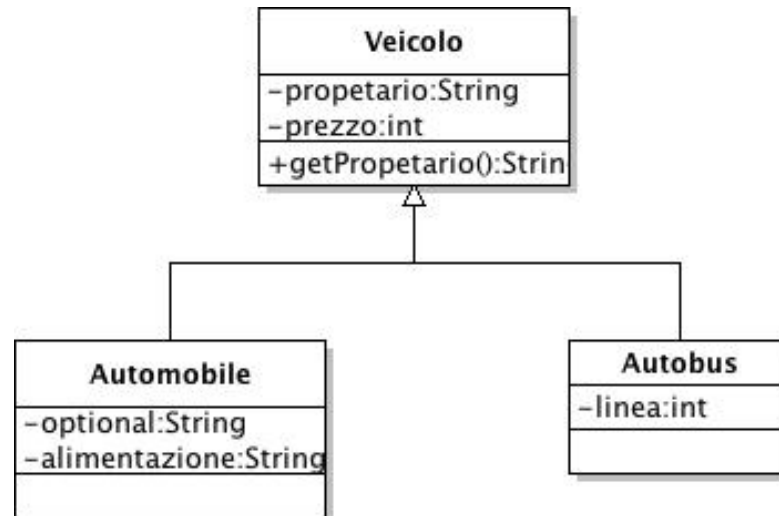 Veicolo
-propetario:String
-prezzo:int
+getPropetario():Strin
Automobile
-optional:String
-alimentazione:String
Autobus
-linea:int